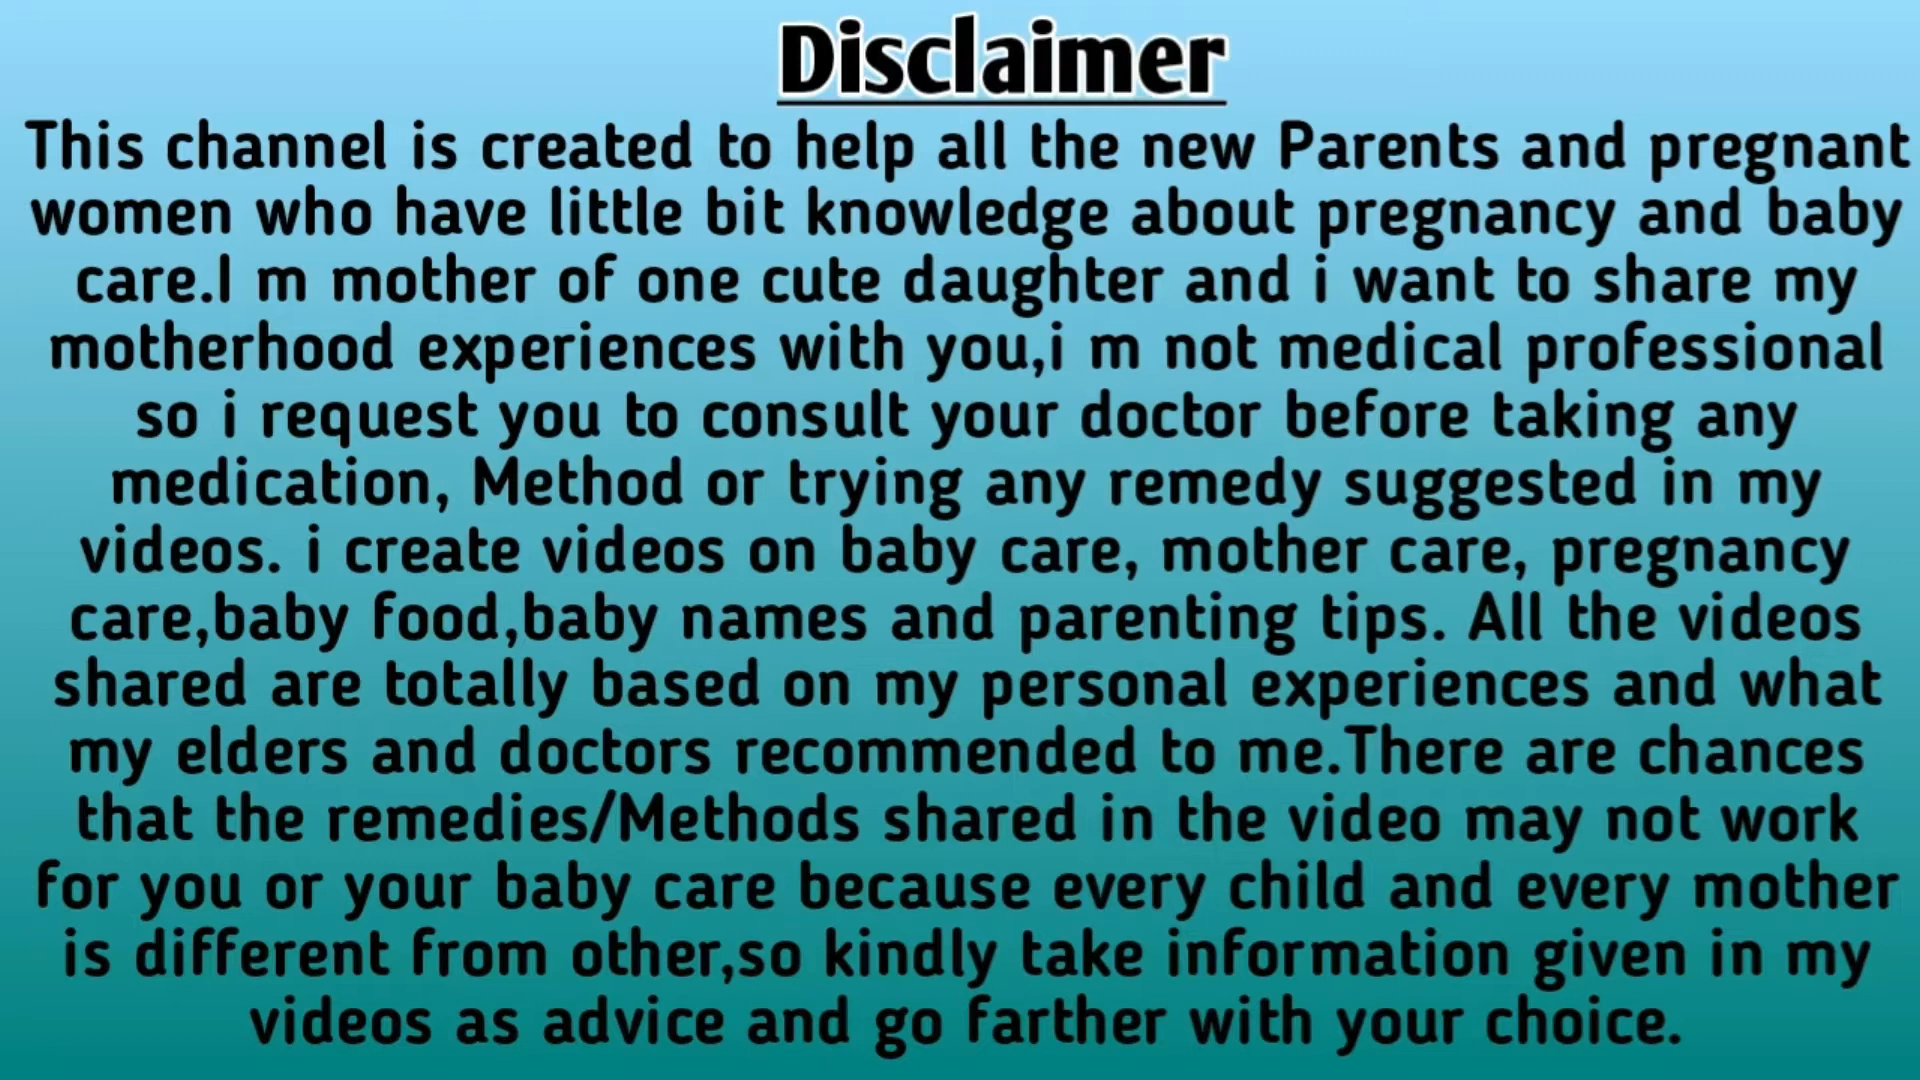 Disclaimer
This channel is created to help all the new Parents and pregnant
women who have little bit knowledge about pregnancy and baby
care.I m mother of one cute daughter and i want to share my
motherhood experiences with you,i m not medical professional
so i request you to consult your doctor before taking any
medication, Method or trying any remedy suggested in my
videos. i create videos on baby care, mother care, pregnancy
care,baby food,baby names and parenting tips. All the videos
shared are totally based on my personal experiences and what
my elders and doctors recommended to me.There are chances
that the remedies/Methods shared in the video may not work
for you or your baby care because every child and every mother
is different from other,so kindly take information given in my
videos as advice and go farther with your choice.